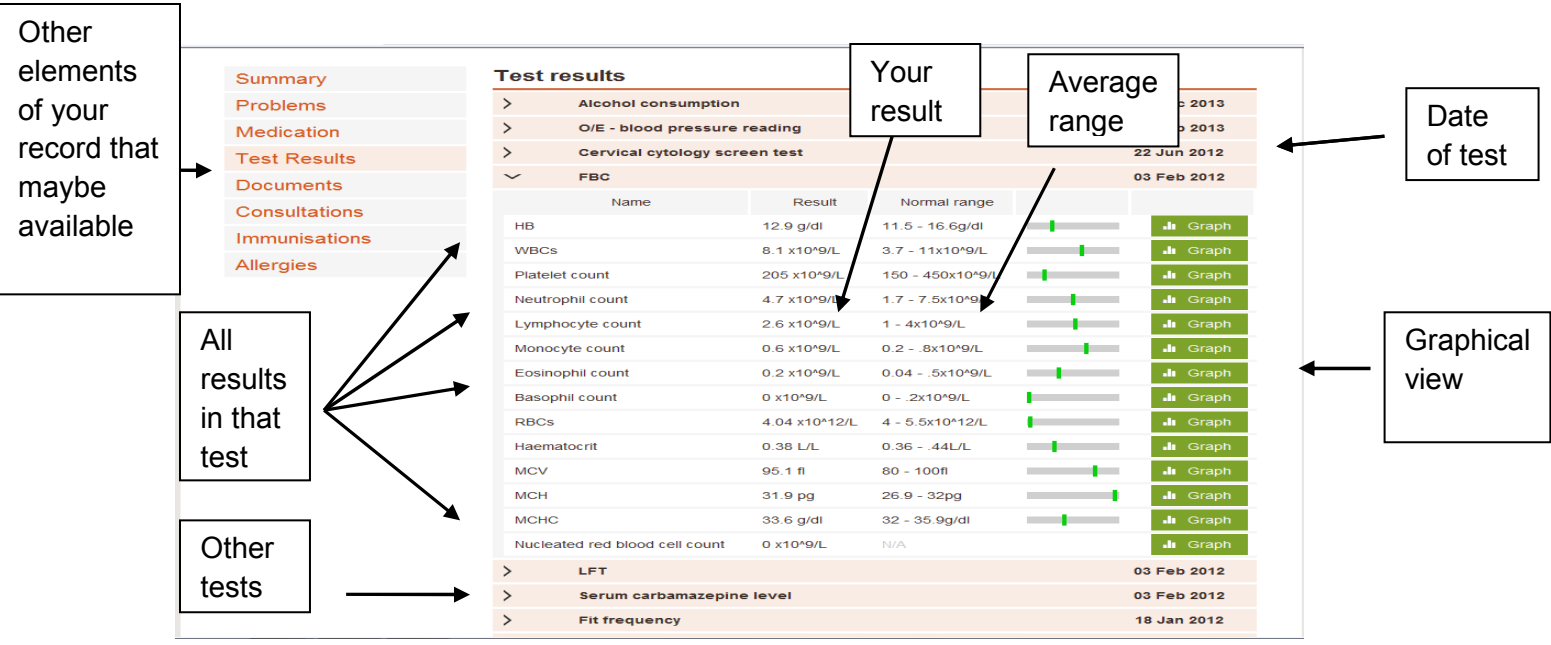 Other
elements
of your
record that
maybe
available
Summary
Problems
Medication
Test Results
Documents
Consultations
Immunisations
Allergies
All
results
in that
test
Other
tests
Your
result
Average
range
Date
of test
Graphical
view
Test results
Alcohol consumption 2013
O/E - blood pressure reading 2013
Cervical cytology screen test 22 Jun 2012
FBC 03 Feb 2012
Name Result Normal range
HB 12.9 g/dl 11.5 - 16.6g/dl Graph
WBCs 8.1 x10^9/L 3.7 - 11x10^9/L Graph
Platelet count 205 x10^9/L 150 - 450x10^9/L Graph
Neutrophil count 4.7 x10^9/L 1.7 - 7.5x10^9/L Graph
Lymphocyte count 2.6 x10^9/L 1 - 4x10^9/L Graph
Monocyte count 0.6 x10^9/L 0.2 - .8x10^9/L Graph
Eosinophil count 0.2 x10^9/L 0.04 - .5x10^9/L Graph
Basophil count 0 x10^9/L 0 - .2x10^9/L Graph
RBCs 4.04 x10^12/L 4 - 5.5x10^12/L Graph
Haematocrit 0.38 L/L 0.36 - .44L/L Graph
MCV 95.1 fl 80 - 100fl Graph
MCH 31.9 pg 26.9 - 32pg Graph
MCHC 33.6 g/dl 32 - 35.9g/dl Graph
Nucleated red blood cell count 0 x10^9/L N/A Graph
LFT 03 Feb 2012
Serum carbamazepine level 03 Feb 2012
Fit frequency 18 Jan 2012